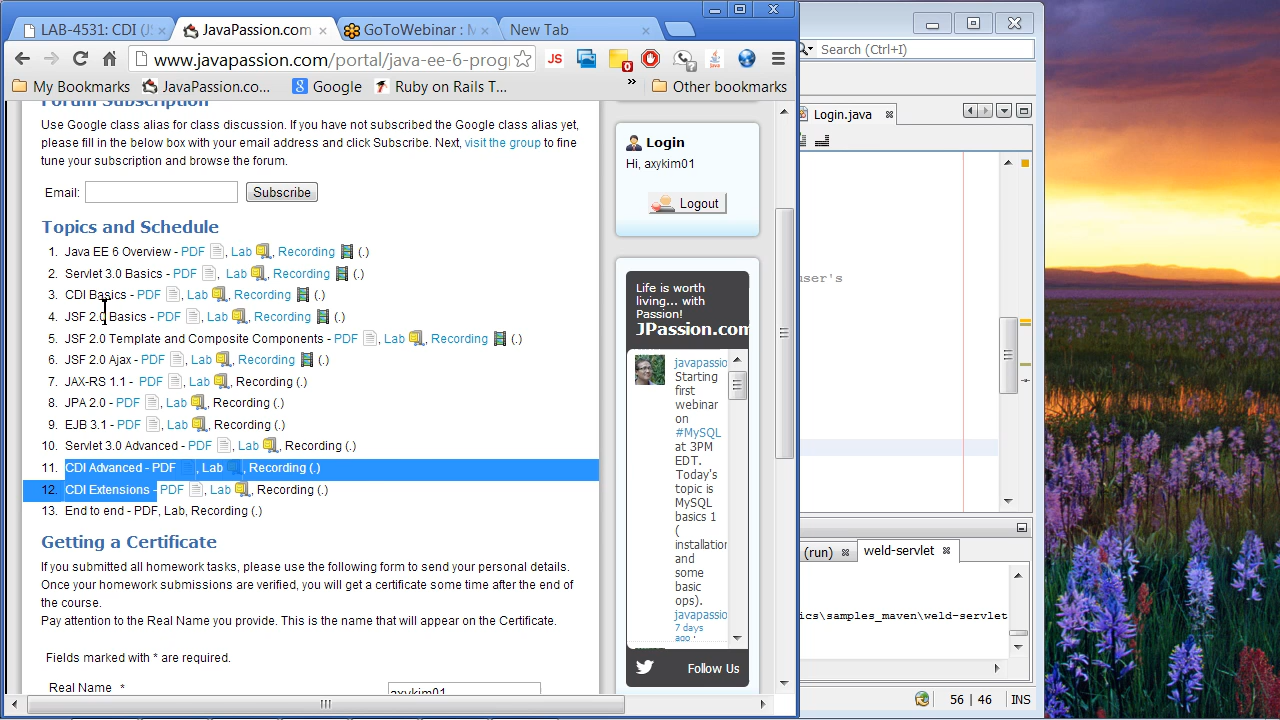 LAB-4531: CDI (JS
JavaPassion.com
GoToWebinar : M
New Tab
www.javapassion.com/portal/java-ee-6-progr
JS
0
?
My Bookmarks
JavaPassion.co...
Google
Ruby on Rails T...
»
Other bookmarks
Forum Subscription
Use Google class alias for class discussion. If you have not subscribed the Google class alias yet,
please fill in the below box with your email address and click Subscribe. Next, visit the group to fine
tune your subscription and browse the forum.
Email:
Subscribe
Topics and Schedule
1. Java EE 6 Overview - PDF , Lab , Recording (.)
2. Servlet 3.0 Basics - PDF , Lab , Recording (.)
3. CDI Basics - PDF , Lab , Recording (.)
4. JSF 2.0 Basics - PDF , Lab , Recording (.)
5. JSF 2.0 Template and Composite Components - PDF , Lab , Recording (.)
6. JSF 2.0 Ajax - PDF , Lab , Recording (.)
7. JAX-RS 1.1 - PDF , Lab , Recording (.)
8. JPA 2.0 - PDF , Lab , Recording (.)
9. EJB 3.1 - PDF , Lab , Recording (.)
10. Servlet 3.0 Advanced - PDF , Lab , Recording (.)
11. CDI Advanced - PDF , Lab , Recording (.)
12. CDI Extensions - PDF , Lab , Recording (.)
13. End to end - PDF, Lab, Recording (.)
Getting a Certificate
If you submitted all homework tasks, please use the following form to send your personal details.
Once your homework submissions are verified, you will get a certificate some time after the end of
the course.
Pay attention to the Real Name you provide. This is the name that will appear on the Certificate.
Fields marked with * are required.
Real Name *
axykim01
Login
Hi, axykim01
Logout
Life is worth
living... with
Passion!
JPassion.com
javapassio
Starting
first
webinar
on
#MySQL
at 3PM
EDT.
Today's
topic is
MySQL
basics 1
(
installation
and
some
basic
ops).
javapassio
7 days
ago
Follow Us
Search (Ctrl+I)
Login.java
user's
(run)
weld-servlet
ics\samples_maven\weld-servlet
56 | 46
INS